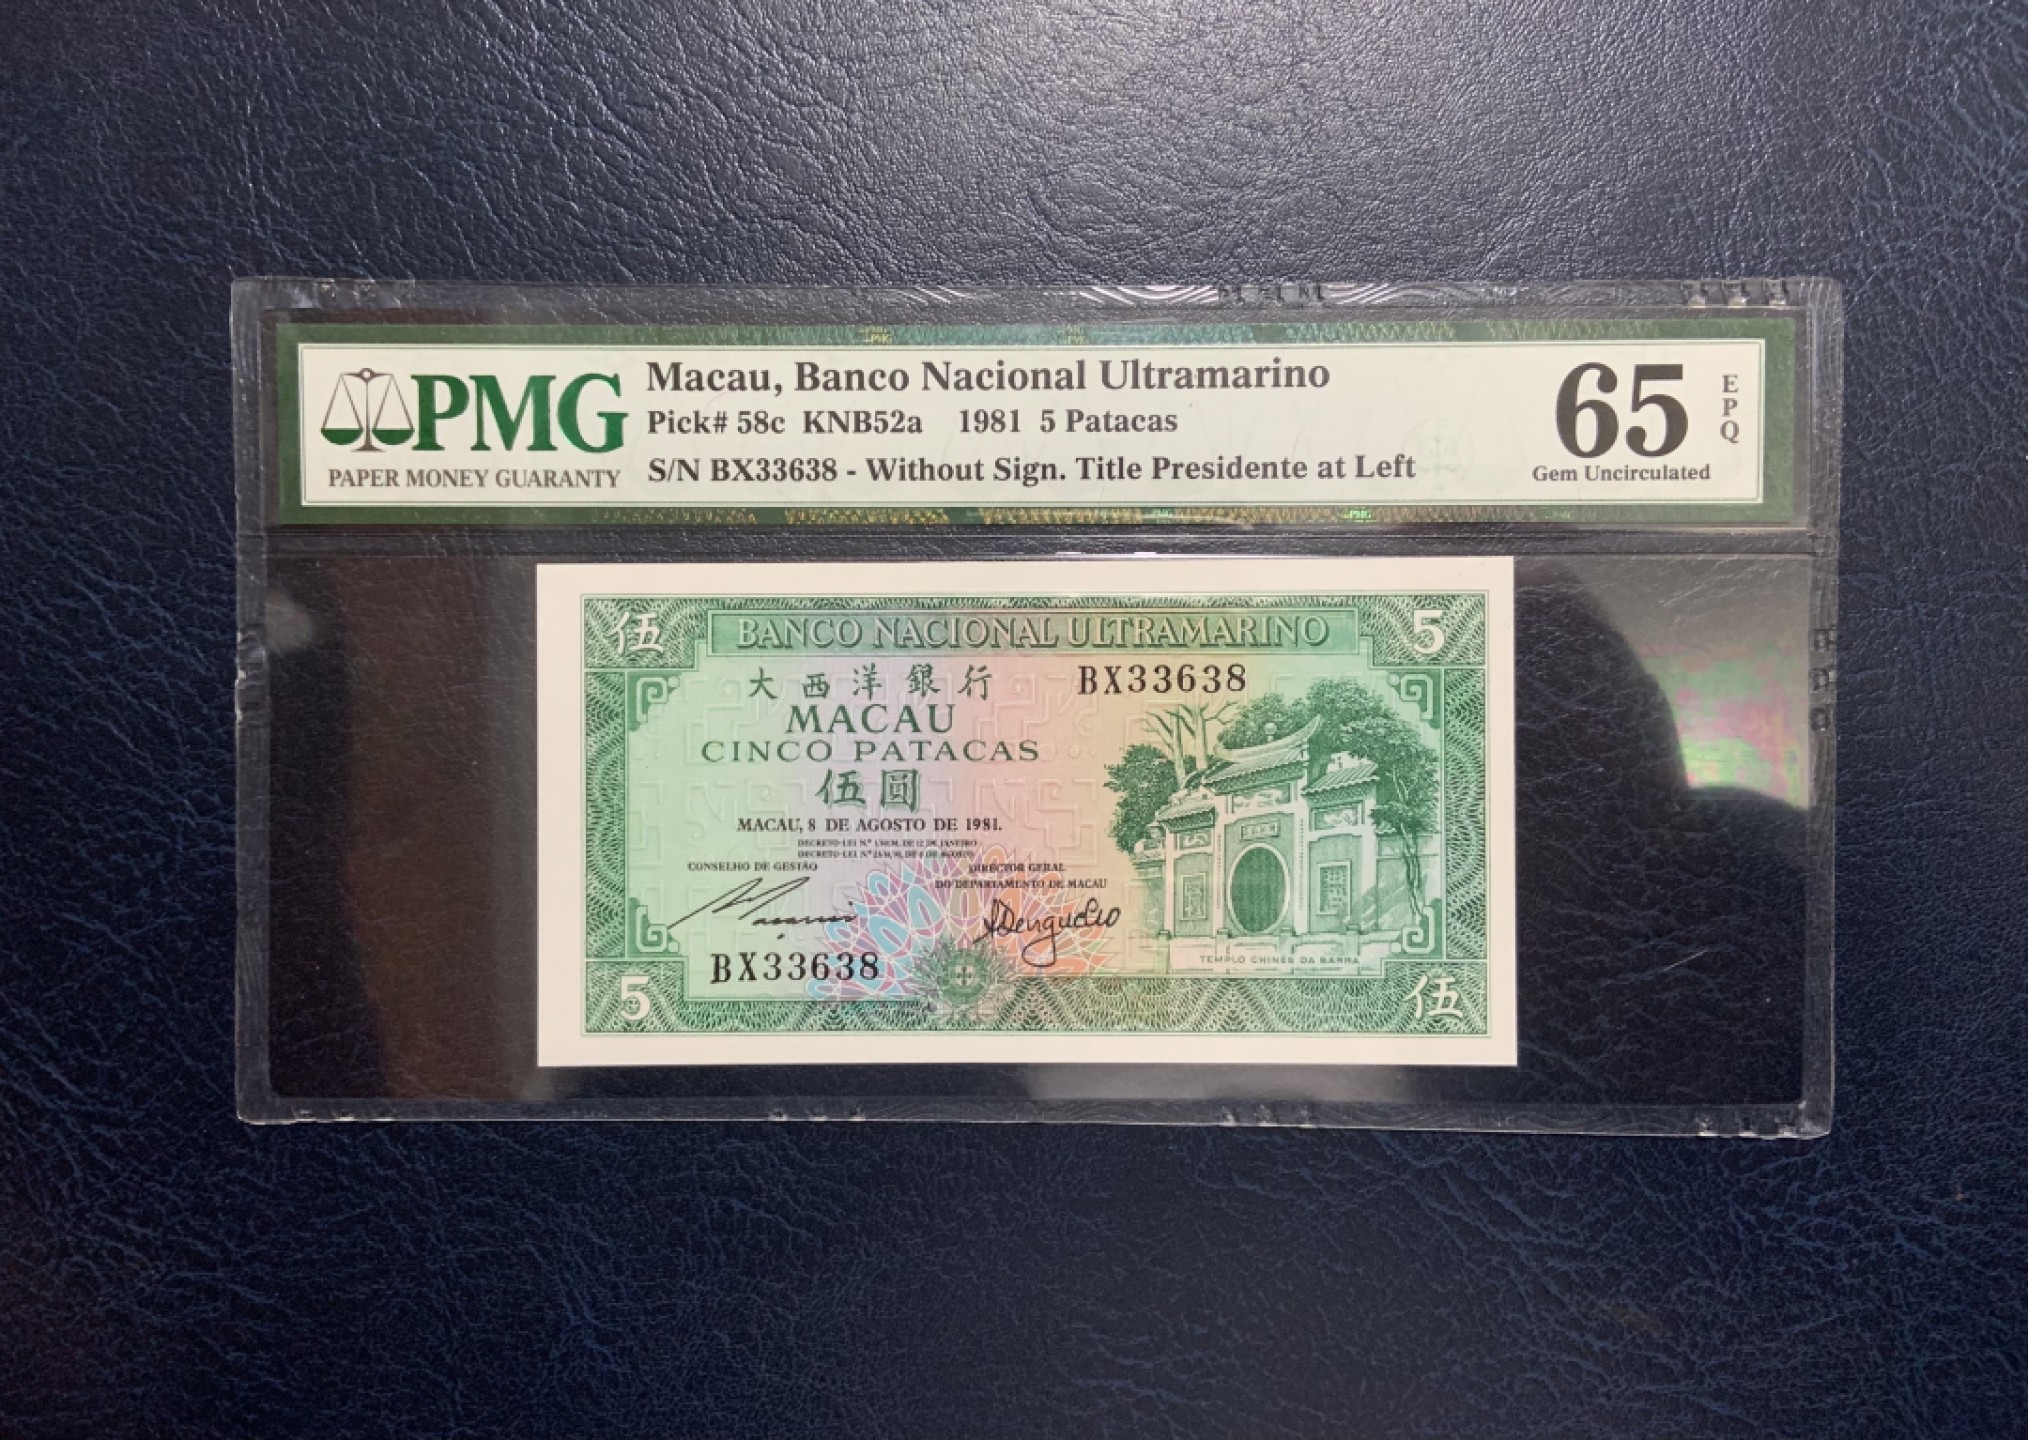 PMG
PAPER MONEY GUARANTY
Macau, Banco Nacional Ultramarino
Pick# 58c KNB52a 1981 5 Patacas
S/N BX33638 - Without Sign. Title Presidente at Left
65
EPQ
Gem Uncirculated
伍 BANCO NACIONAL ULTRAMARINO 5
大西洋銀行 BX33638
MACAU
CINCO PATACAS
伍圓
MACAU, 8 DE AGOSTO DE 1981.
CONSELHO DE GESTÃO
DIRECTOR GERAL
DO DEPARTAMENTO DE MACAU
TEMPLO CHINES DA BARRA
BX33638
5 伍